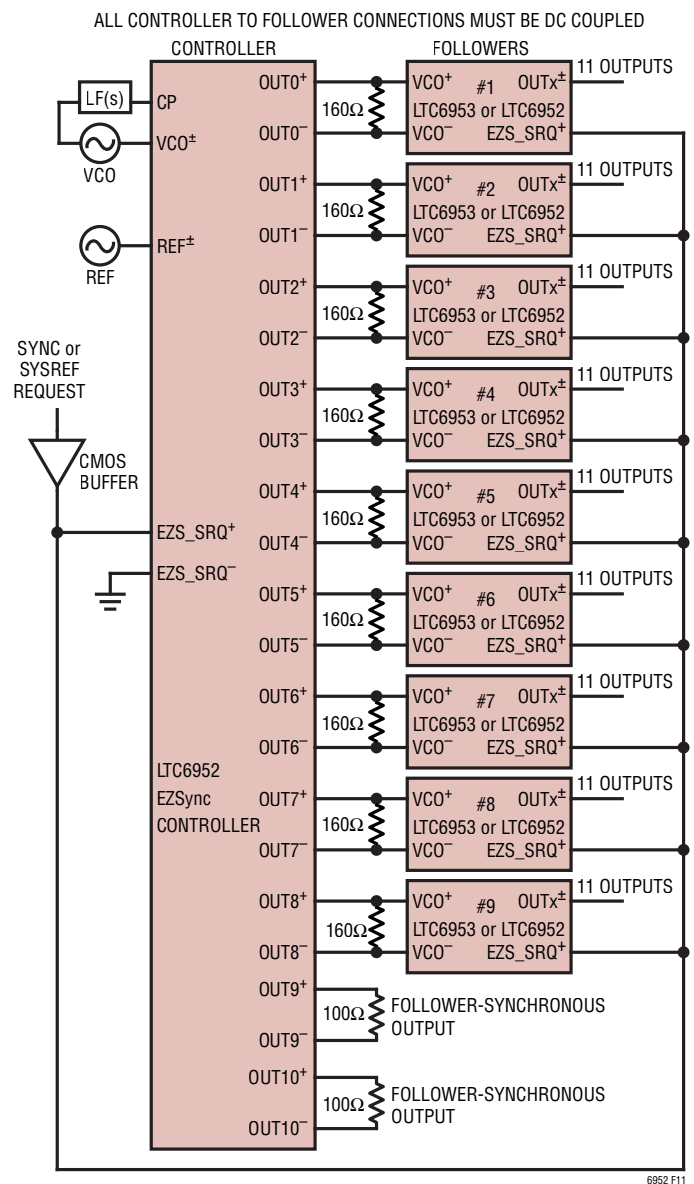 ALL CONTROLLER TO FOLLOWER CONNECTIONS MUST BE DC COUPLED
CONTROLLER
FOLLOWERS
LF(s)
CP
VCO±
VCO
REF±
REF
SYNC or
SYSREF
REQUEST
CMOS
BUFFER
EZS_SRQ+
EZS_SRQ–
LTC6952
EZSync
CONTROLLER
OUT0+
160Ω
OUT0–
VCO+ #1 OUTx±
LTC6953 or LTC6952
VCO– EZS_SRQ+
11 OUTPUTS
OUT1+
160Ω
OUT1–
VCO+ #2 OUTx±
LTC6953 or LTC6952
VCO– EZS_SRQ+
11 OUTPUTS
OUT2+
160Ω
OUT2–
VCO+ #3 OUTx±
LTC6953 or LTC6952
VCO– EZS_SRQ+
11 OUTPUTS
OUT3+
160Ω
OUT3–
VCO+ #4 OUTx±
LTC6953 or LTC6952
VCO– EZS_SRQ+
11 OUTPUTS
OUT4+
160Ω
OUT4–
VCO+ #5 OUTx±
LTC6953 or LTC6952
VCO– EZS_SRQ+
11 OUTPUTS
OUT5+
160Ω
OUT5–
VCO+ #6 OUTx±
LTC6953 or LTC6952
VCO– EZS_SRQ+
11 OUTPUTS
OUT6+
160Ω
OUT6–
VCO+ #7 OUTx±
LTC6953 or LTC6952
VCO– EZS_SRQ+
11 OUTPUTS
OUT7+
160Ω
OUT7–
VCO+ #8 OUTx±
LTC6953 or LTC6952
VCO– EZS_SRQ+
11 OUTPUTS
OUT8+
160Ω
OUT8–
VCO+ #9 OUTx±
LTC6953 or LTC6952
VCO– EZS_SRQ+
11 OUTPUTS
OUT9+
100Ω
OUT9–
FOLLOWER-SYNCHRONOUS
OUTPUT
OUT10+
100Ω
OUT10–
FOLLOWER-SYNCHRONOUS
OUTPUT
6952 F11